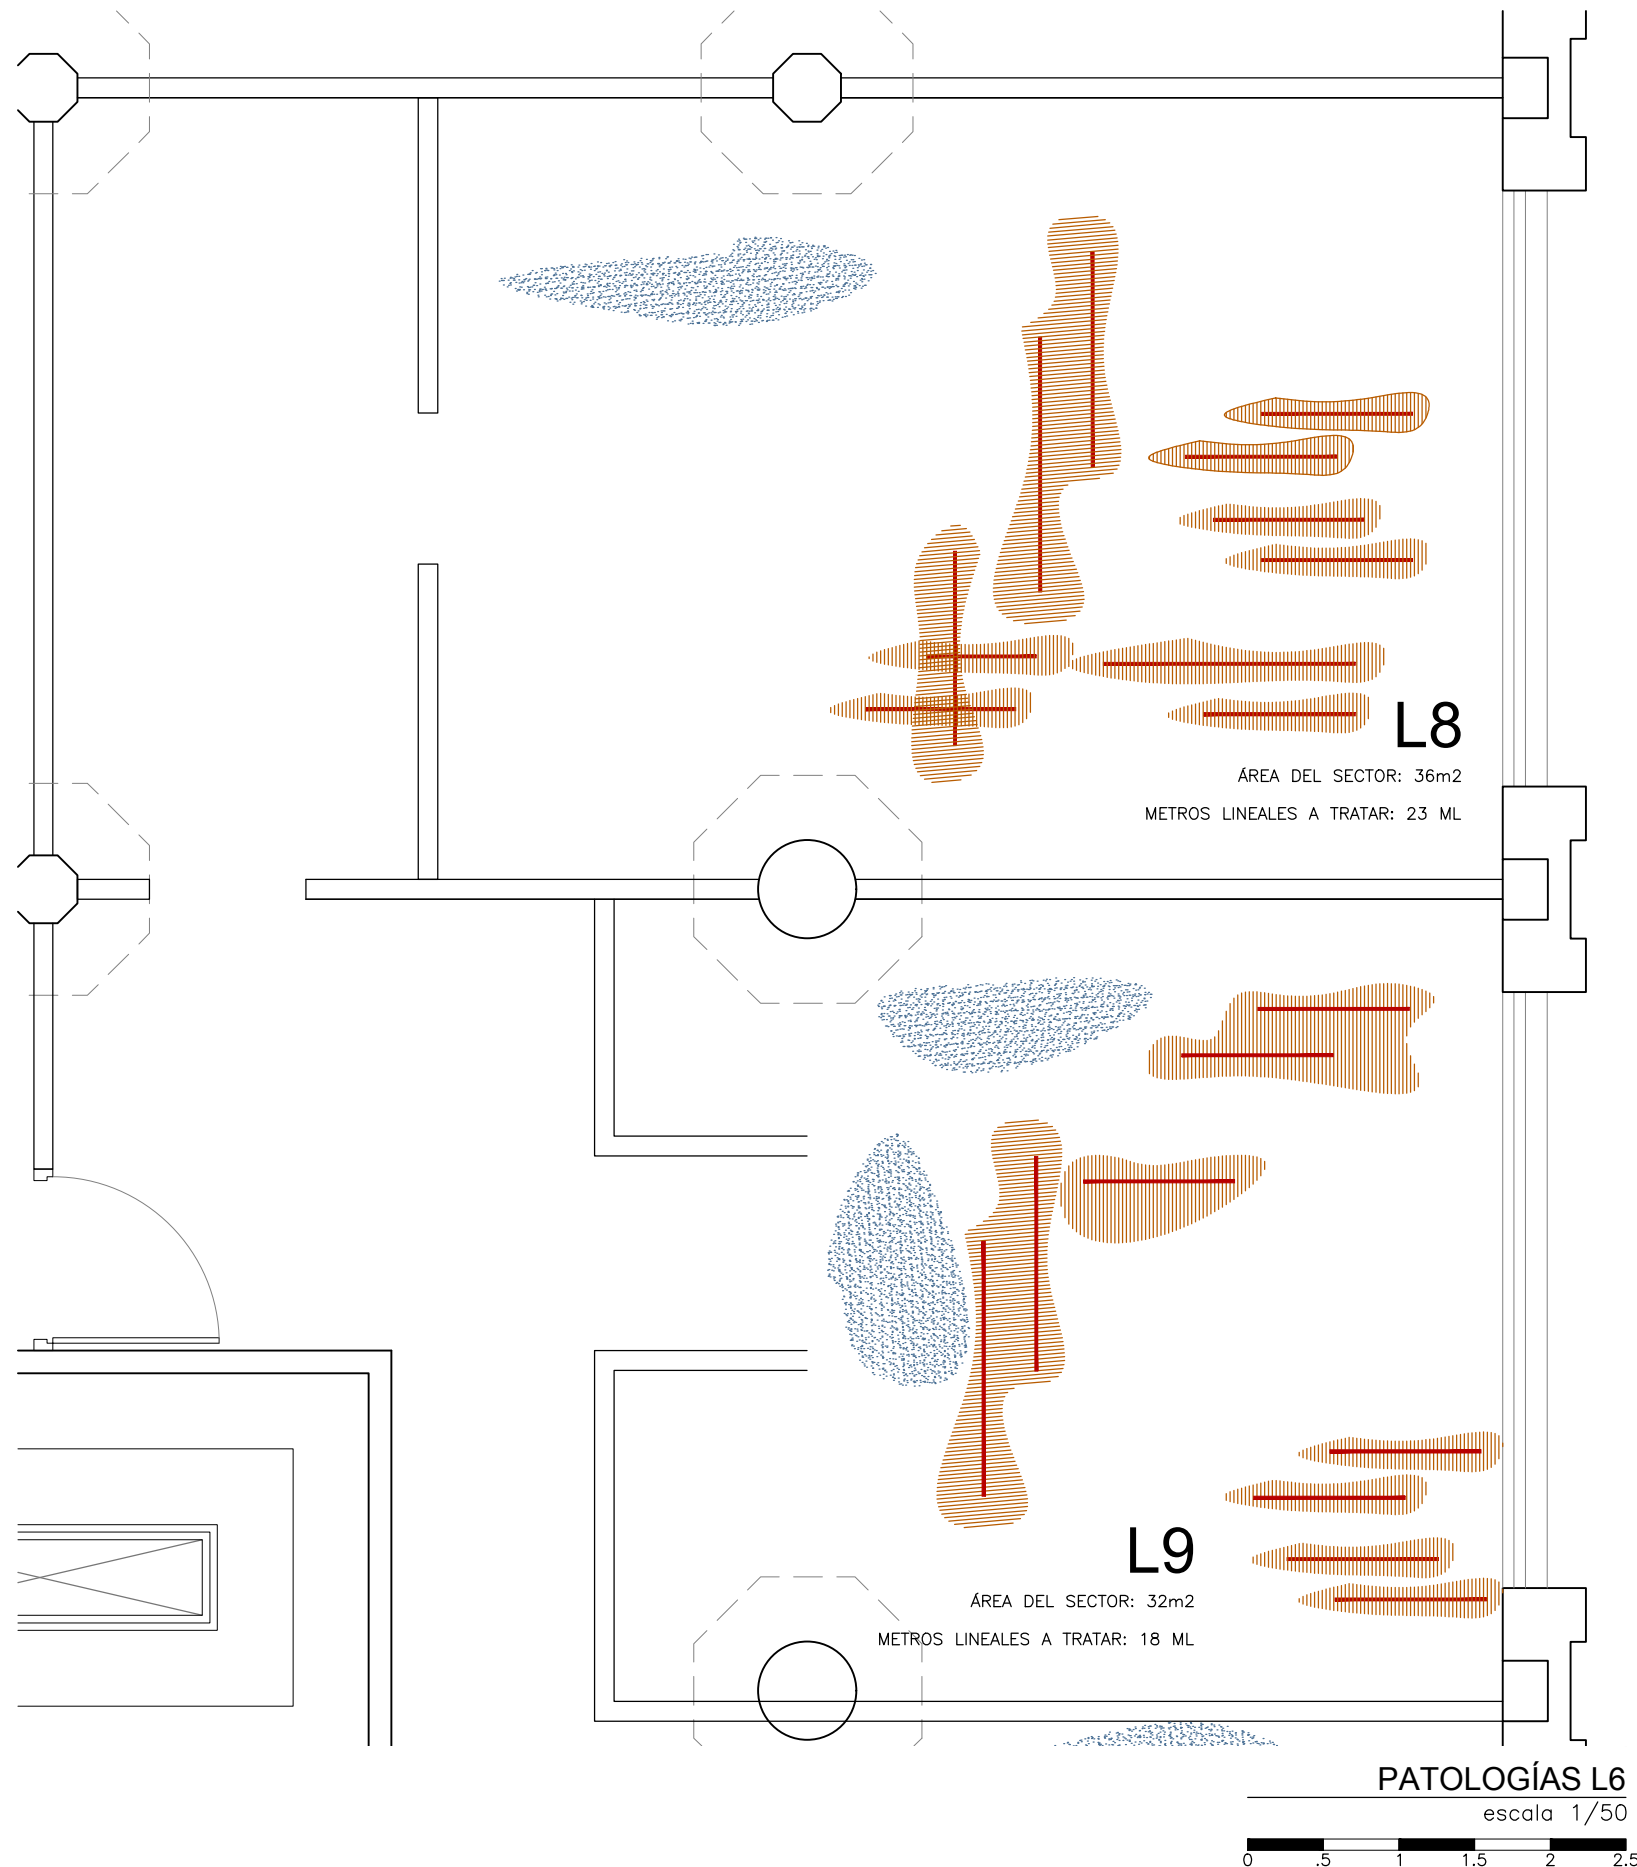 L8
ÁREA DEL SECTOR: 36m2
METROS LINEALES A TRATAR: 23 ML
L9
ÁREA DEL SECTOR: 32m2
METROS LINEALES A TRATAR: 18 ML
PATOLOGÍAS L6
escala 1/50
0 .5 1 1.5 2 2.5